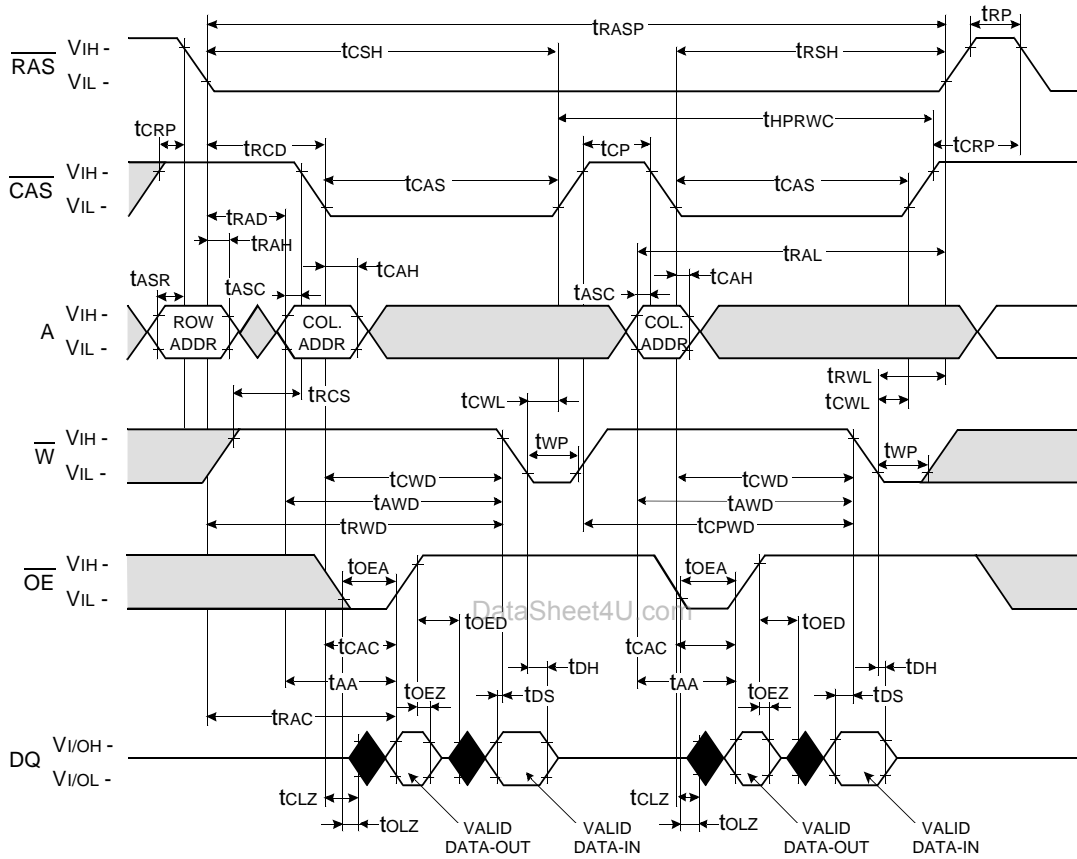 tRASP
tRP
tCSH
tRSH
RAS
VIH -
VIL -
tHPRWC
tCRP
tRCD
tCP
tCRP
CAS
VIH -
VIL -
tCAS
tCAS
tRAD
tRAH
tCAH
tRAL
tCAH
tASR
tASC
tASC
A
VIH -
VIL -
ROW
ADDR
COL.
ADDR
COL.
ADDR
tRWL
tRCS
tCWL
tCWL
W
VIH -
VIL -
tWP
tWP
tCWD
tCWD
tAWD
tAWD
tRWD
tCPWD
OE
VIH -
VIL -
tOEA
tOEA
DataSheet4U.com
tOED
tOED
tCAC
tCAC
tDH
tDH
tAA
tAA
tOEZ
tDS
tOEZ
tDS
tRAC
DQ
VI/OH -
VI/OL -
tCLZ
tCLZ
tOLZ
tOLZ
VALID
DATA-OUT
VALID
DATA-IN
VALID
DATA-OUT
VALID
DATA-IN